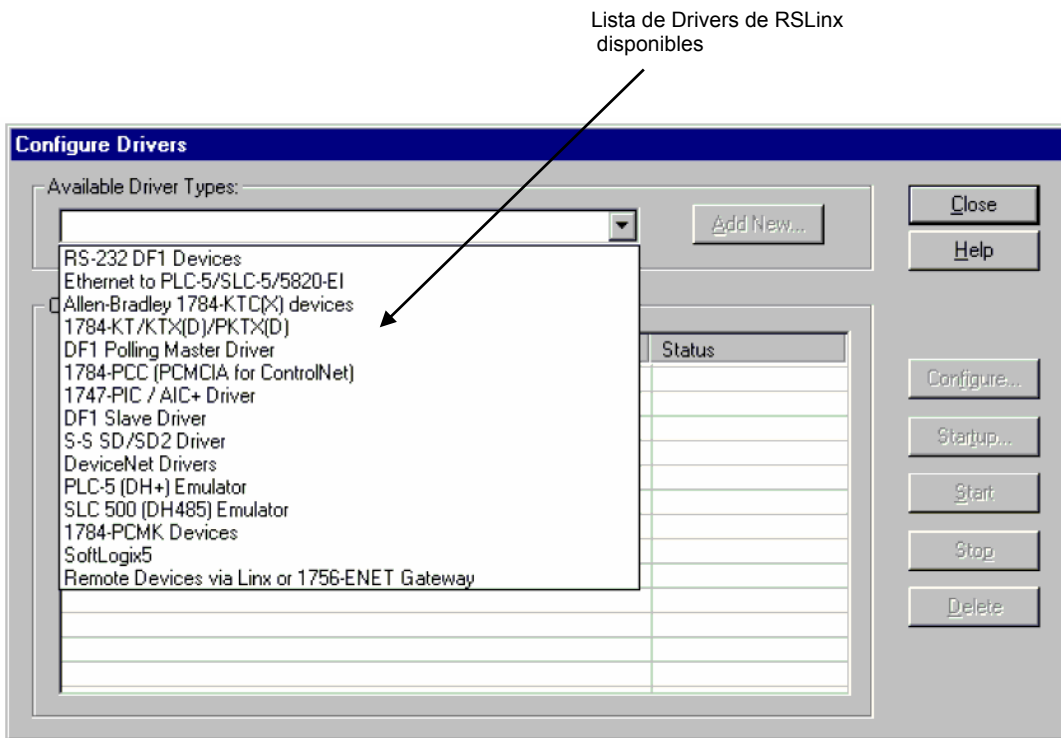 Lista de Drivers de RSLinx
disponibles
Configure Drivers
Available Driver Types:
Add New...
Close
Help
RS-232 DF1 Devices
Ethernet to PLC-5/SLC-5/5820-EI
Allen-Bradley 1784-KTC(X) devices
1784-KT/KTX(D)/PKTX(D)
DF1 Polling Master Driver
1784-PCC (PCMCIA for ControlNet)
1747-PIC / AIC+ Driver
DF1 Slave Driver
S-S SD/SD2 Driver
DeviceNet Drivers
PLC-5 (DH+) Emulator
SLC 500 (DH485) Emulator
1784-PCMK Devices
SoftLogix5
Remote Devices via Linx or 1756-ENET Gateway
Status
Configure...
Startup...
Start
Stop
Delete